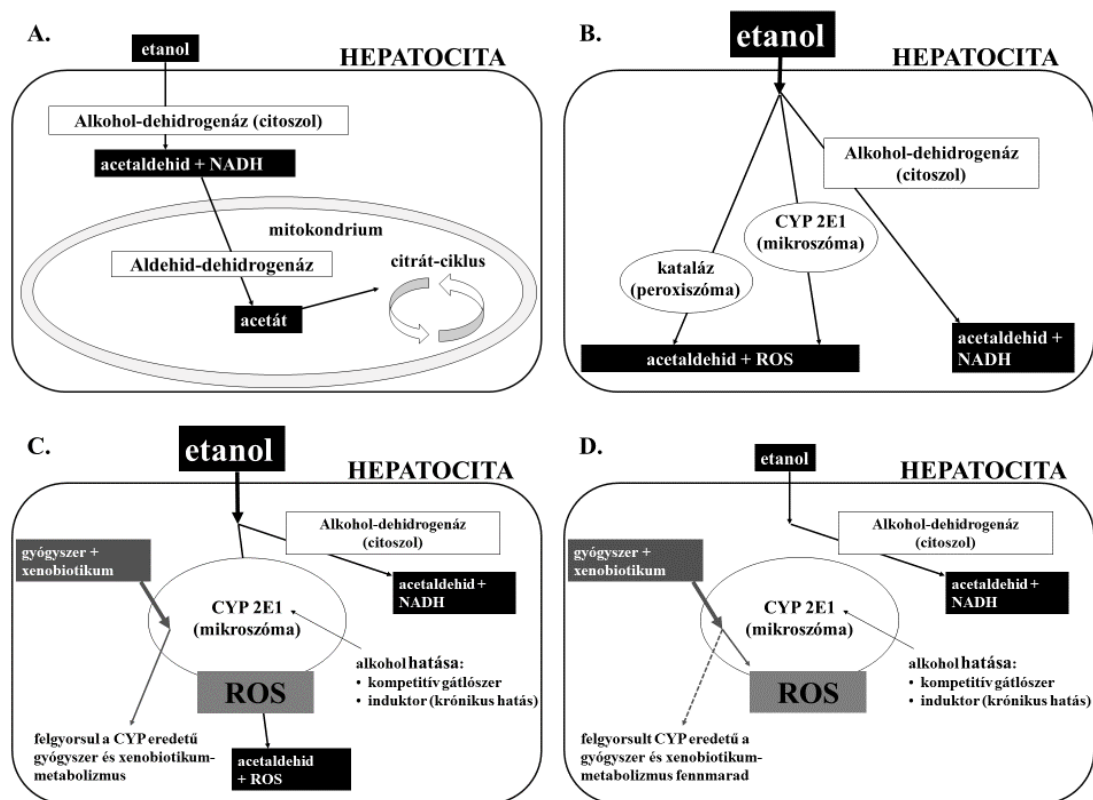 A.
etanol
HEPATOCITA
Alkohol-dehidrogenáz (citoszol)
acetaldehid + NADH
mitokondrium
Aldehid-dehidrogenáz
citrát-ciklus
acetát
B.
etanol
HEPATOCITA
Alkohol-dehidrogenáz
(citoszol)
CYP 2E1
(mikroszóma)
kataláz
(peroxiszóma)
acetaldehid + ROS
acetaldehid +
NADH
C.
etanol
HEPATOCITA
Alkohol-dehidrogenáz
(citoszol)
gyógyszer +
xenobiotikum
acetaldehid +
NADH
CYP 2E1
(mikroszóma)
alkohol hatása:
• kompetitív gátlószer
• induktor (krónikus hatás)
ROS
felgyorsul a CYP eredetű
gyógyszer és xenobiotikum-
metabolizmus
acetaldehid
+ ROS
D.
etanol
HEPATOCITA
Alkohol-dehidrogenáz
(citoszol)
gyógyszer +
xenobiotikum
acetaldehid +
NADH
CYP 2E1
(mikroszóma)
alkohol hatása:
• kompetitív gátlószer
• induktor (krónikus hatás)
ROS
felgyorsult CYP eredetű a
gyógyszer és xenobiotikum-
metabolizmus fennmarad